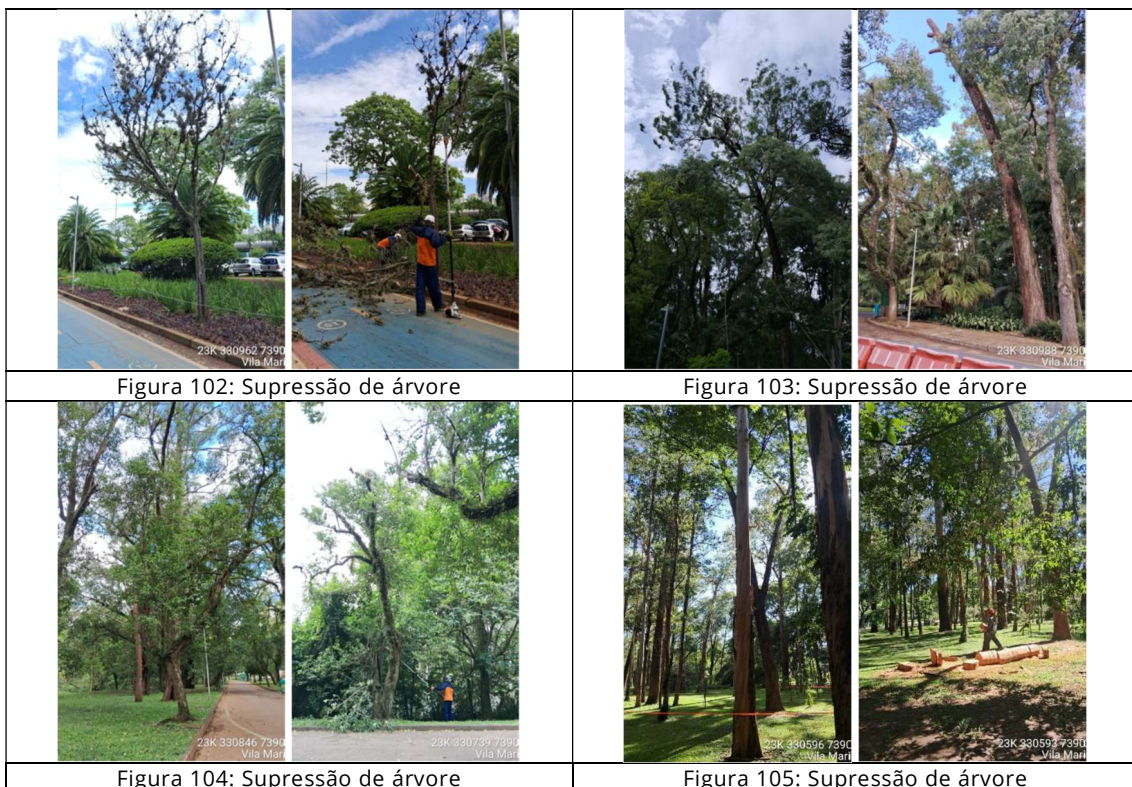 23K 330962 7390
Vila Mari
23K 330988 7390
Vila Mari
Figura 102: Supressão de árvore
Figura 103: Supressão de árvore
23K 330846 7390
Vila Mari
23K 330739 7390
Vila Mari
23K 330596 7390
Vila Mari
23K 330593 7390
Vila Mari
Figura 104: Supressão de árvore
Figura 105: Supressão de árvore